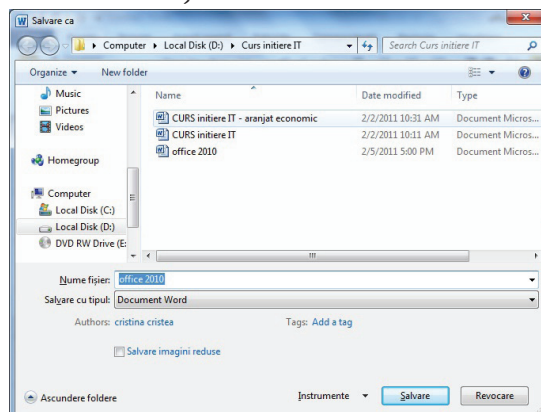 Salvare ca
Computer Local Disk (D:) Curs initiere IT Search Curs initiere IT
Organize New folder
Music
Pictures
Videos
Homegroup
Computer
Local Disk (C:)
Local Disk (D:)
DVD RW Drive (E:
Name Date modified Type
CURS initiere IT - aranjat economic 2/2/2011 10:31 AM Document Micros...
CURS initiere IT 2/2/2011 10:11 AM Document Micros...
office 2010 2/5/2011 5:00 PM Document Micros...
Nume fișier: office 2010
Salvare cu tipul: Document Word
Authors: cristina cristea Tags: Add a tag
Salvare imagini reduse
Ascundere foldere Instrumente Salvare Revocare